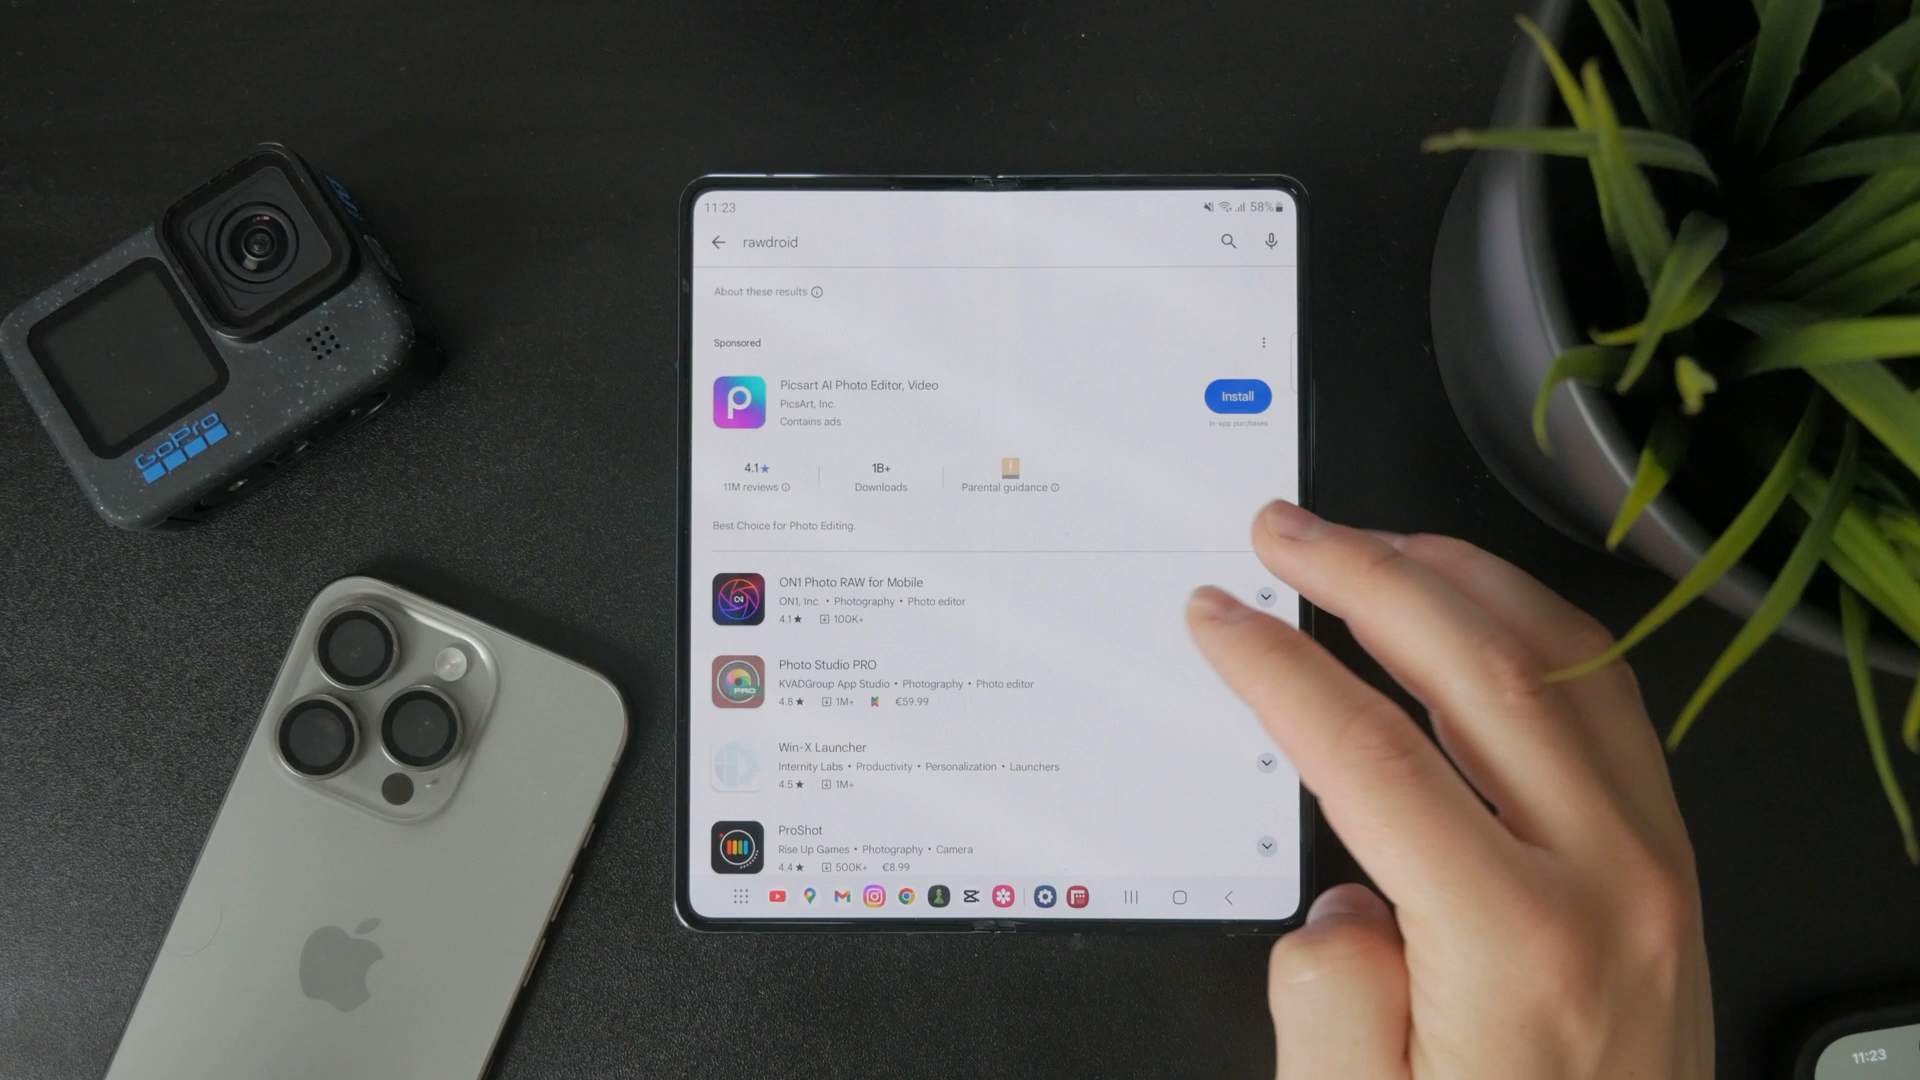 11:23
58%
rawdroid
About these results
Sponsored
Picsart AI Photo Editor, Video
PicsArt, Inc.
Contains ads
Install
In-app purchases
4.1★
11M reviews
1B+
Downloads
Parental guidance
Best Choice for Photo Editing.
ON1 Photo RAW for Mobile
ON1, Inc. • Photography • Photo editor
4.1★ 100K+
Photo Studio PRO
KVADGroup App Studio • Photography • Photo editor
4.8★ 1M+ €59.99
Win-X Launcher
Internity Labs • Productivity • Personalization • Launchers
4.5★ 1M+
ProShot
Rise Up Games • Photography • Camera
4.4★ 500K+ €8.99
GoPro
11:23